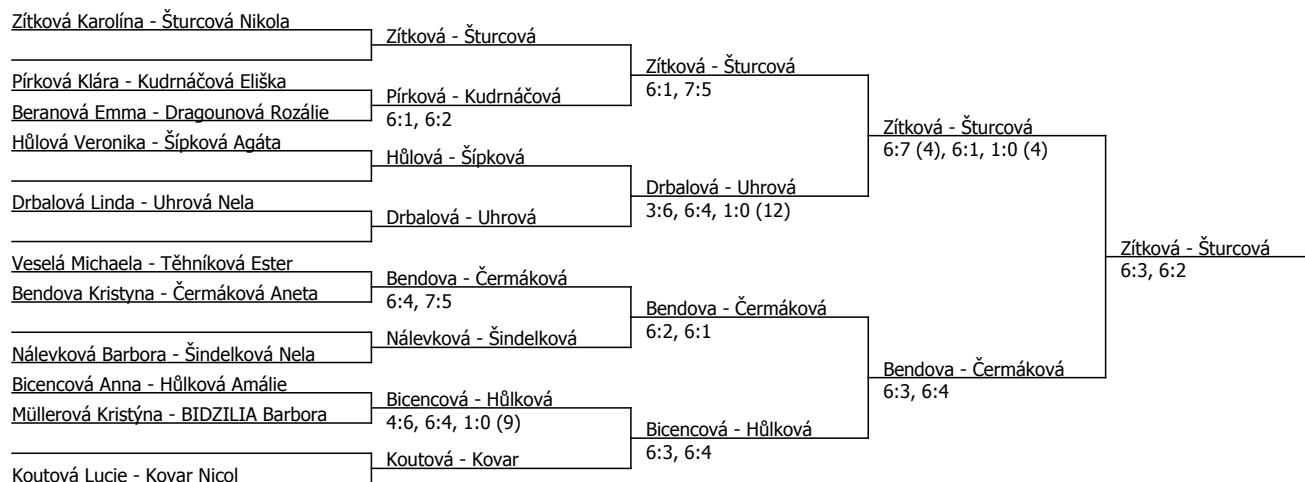 Zítková Karolína - Šturcová Nikola
Pírková Klára - Kudrnáčová Eliška
Beranová Emma - Dragounová Rozálie
Hůlová Veronika - Šípková Agáta
Drbalová Linda - Uhrová Nela
Veselá Michaela - Těhníková Ester
Bendova Kristyna - Čermáková Aneta
Nálevková Barbora - Šindelková Nela
Bicencová Anna - Hůlková Amálie
Müllerová Kristýna - BIDZILIA Barbora
Koutová Lucie - Kovar Nicol
Zítková - Šturcová
Pírková - Kudrnáčová
6:1, 6:2
Hůlová - Šípková
Drbalová - Uhrová
Bendova - Čermáková
6:4, 7:5
Nálevková - Šindelková
Bicencová - Hůlková
4:6, 6:4, 1:0 (9)
Koutová - Kovar
Zítková - Šturcová
6:1, 7:5
Drbalová - Uhrová
3:6, 6:4, 1:0 (12)
Bendova - Čermáková
6:2, 6:1
Bicencová - Hůlková
6:3, 6:4
Zítková - Šturcová
6:7 (4), 6:1, 1:0 (4)
Bendova - Čermáková
6:3, 6:4
Zítková - Šturcová
6:3, 6:2